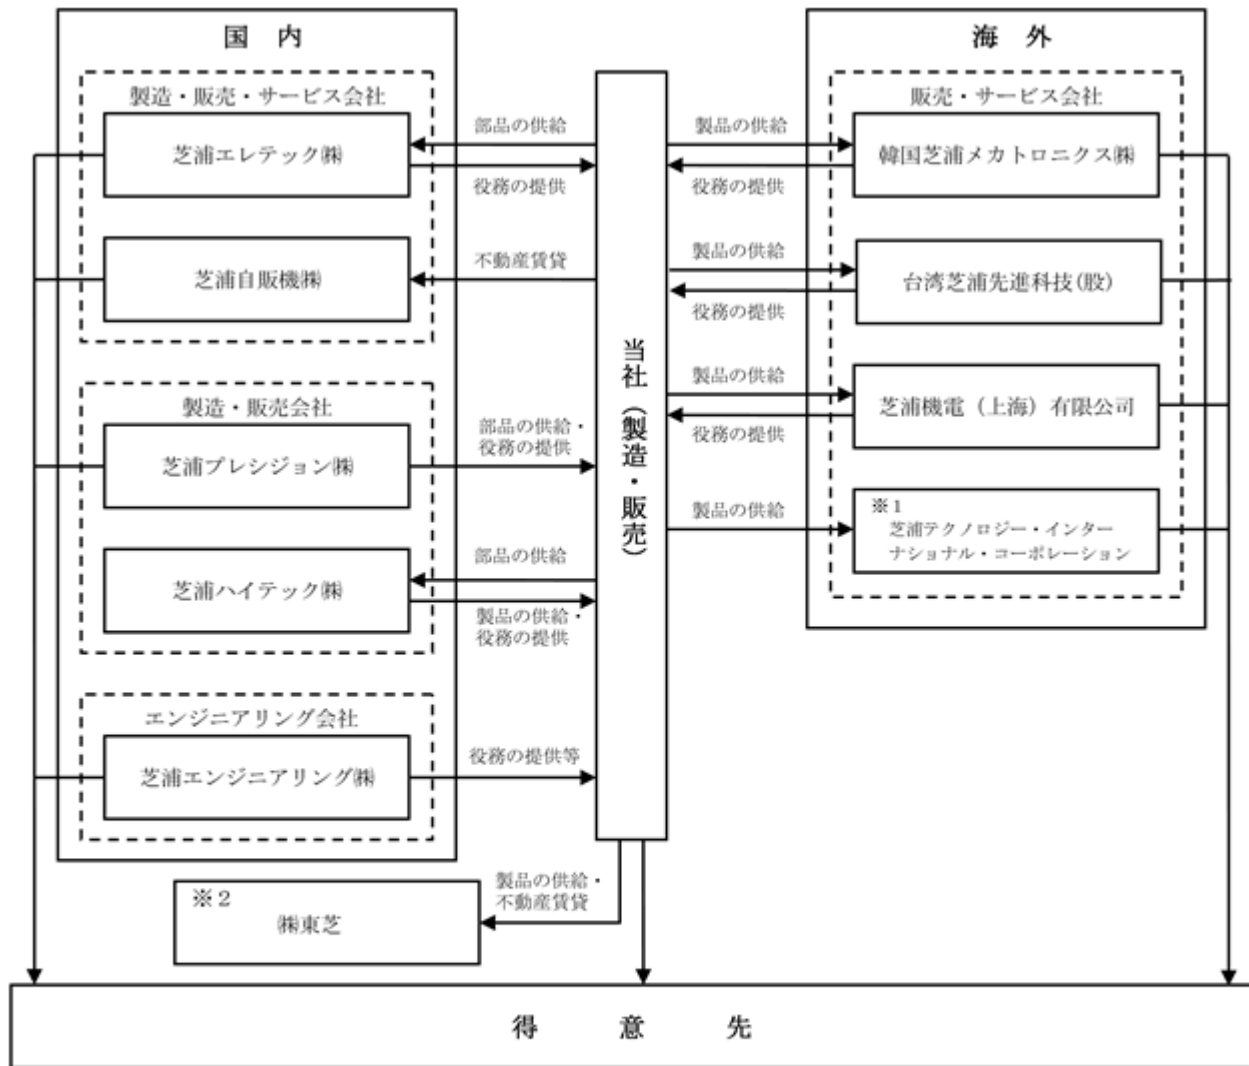 国　内
製造・販売・サービス会社
芝浦エレテック㈱
芝浦自販機㈱
製造・販売会社
芝浦プレシジョン㈱
芝浦ハイテック㈱
エンジニアリング会社
芝浦エンジニアリング㈱
部品の供給
役務の提供
不動産賃貸
部品の供給・
役務の提供
部品の供給
製品の供給・
役務の提供
役務の提供等
当社（製造・販売）
製品の供給
役務の提供
製品の供給
役務の提供
製品の供給
役務の提供
製品の供給
海　外
販売・サービス会社
韓国芝浦メカトロニクス㈱
台湾芝浦先進科技(股)
芝浦機電（上海）有限公司
※１
芝浦テクノロジー・インター
ナショナル・コーポレーション
※２
㈱東芝
製品の供給・
不動産賃貸
得　意　先